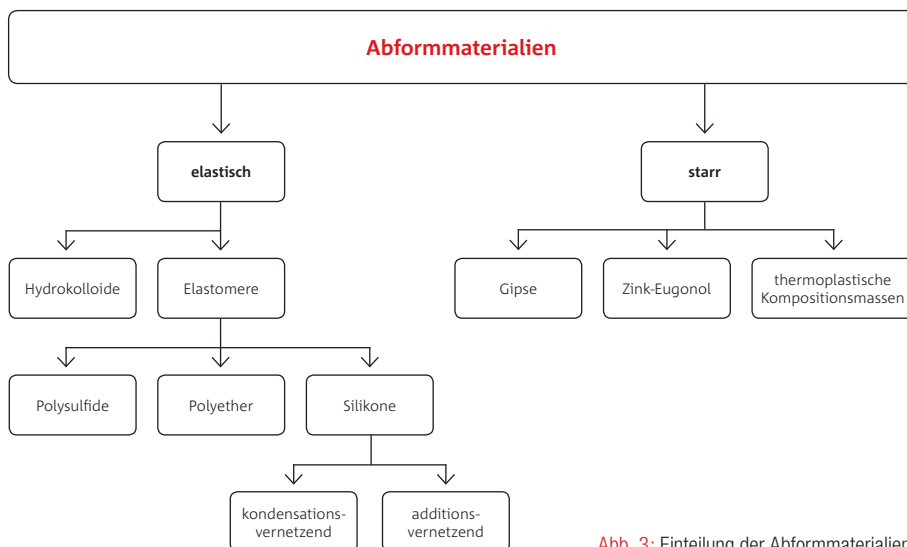 Abformmaterialien
elastisch
starr
Hydrokolloide
Elastomere
Gipse
Zink-Eugenol
thermoplastische
Kompositionsmassen
Polysulfide
Polyether
Silikone
kondensations-
vernetzend
additions-
vernetzend
Abb. 3: Einteilung der Abformmaterialien